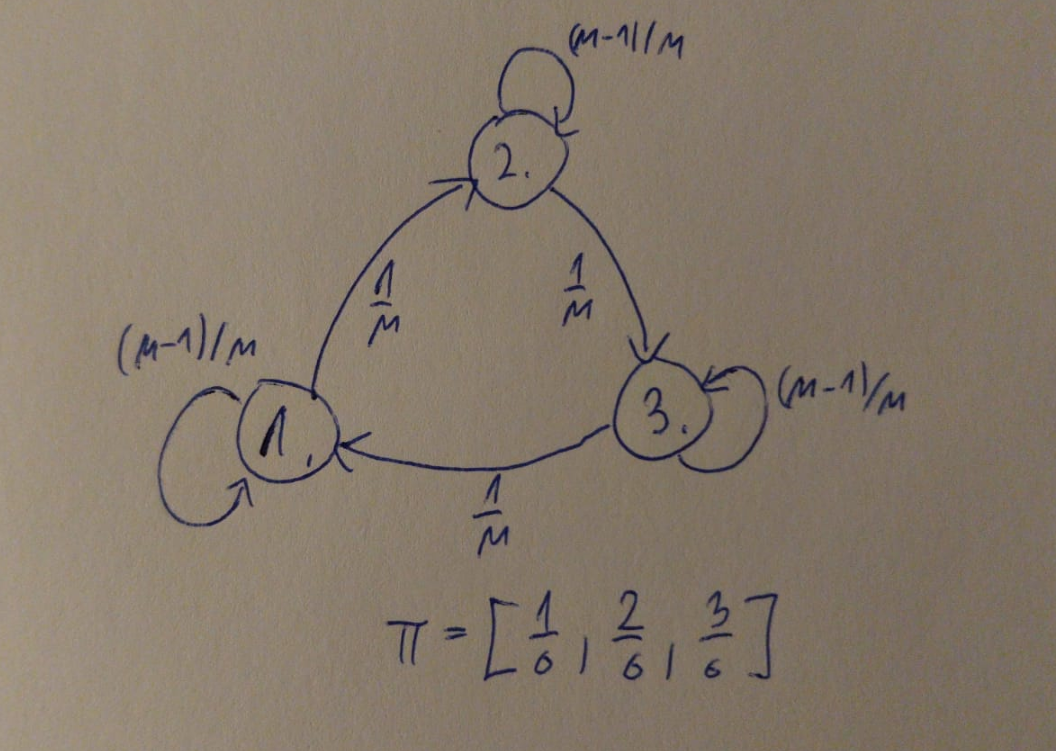 (n-1)/n
2.
1/n
1/n
(n-1)/n
1.
3.
(n-1)/n
1/n
π = [1/6, 2/6, 3/6]